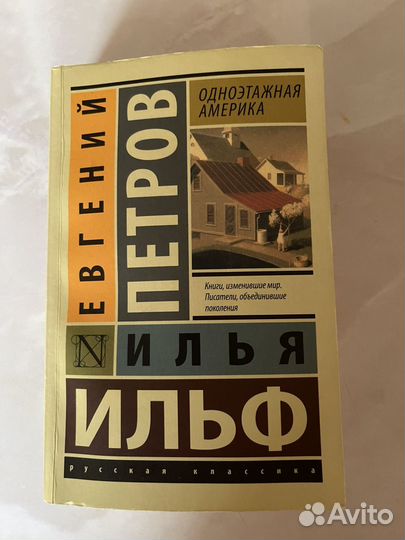 ЕВГЕНИЙ
ПЕТРОВ
ОДНОЭТАЖНАЯ
АМЕРИКА
Книги, изменившие мир.
Писатели, объединившие
поколения
N
ИЛЬЯ
ИЛЬФ
русская классика
Avito